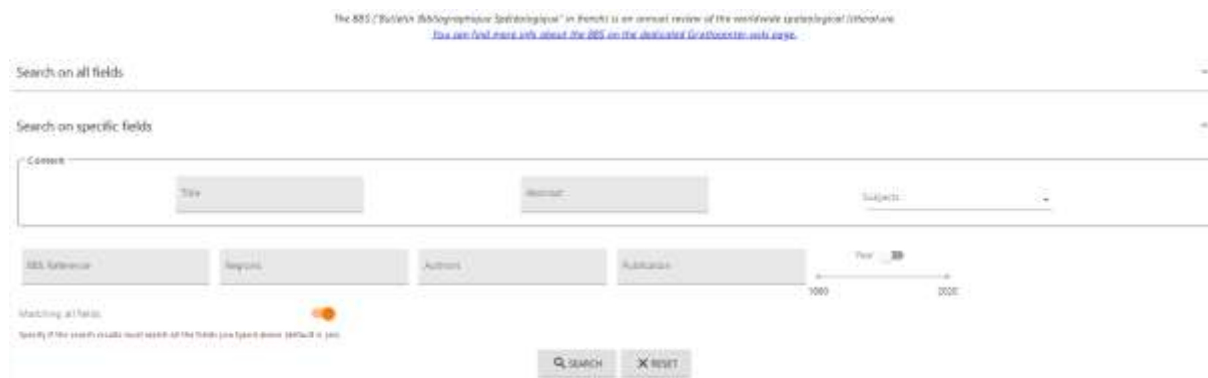 The BBS ("Bulletin Bibliographique Spéléologique" in french) is an annual review of the worldwide speleological litterature.
You can find more info about the BBS on the dedicated Grottocenter wiki page.
Search on all fields
Search on specific fields
Content
Title
Abstract
Subjects
BBS Reference
Regions
Authors
Publication
Year
2020
Matching all fields
Specify if the search results must match all the fields you typed above (default is yes).
SEARCH
RESET